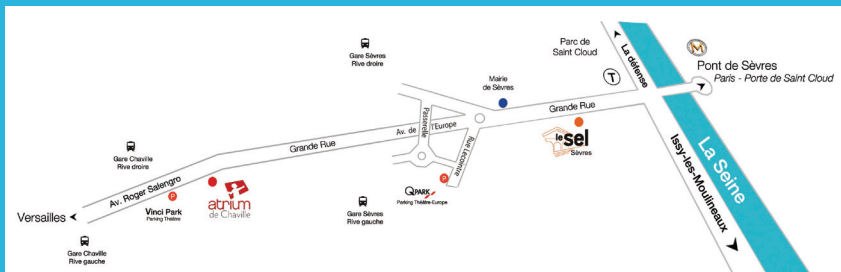 Gare Sèvres
Rive droite
Parc de
Saint Cloud
La défense
M
Pont de Sèvres
Paris - Porte de Saint Cloud
T
Mairie
de Sèvres
Grande Rue
Passerelle
Av. de l'Europe
Rue Lecomte
le sel
Sèvres
La Seine
Issy-les-Moulineaux
Gare Chaville
Rive droite
Grande Rue
P
QPARK
Parking Théâtre-Europe
Av. Roger Salengro
P
Vinci Park
Parking Théâtre
atrium
de Chaville
Gare Sèvres
Rive gauche
Versailles
Gare Chaville
Rive gauche